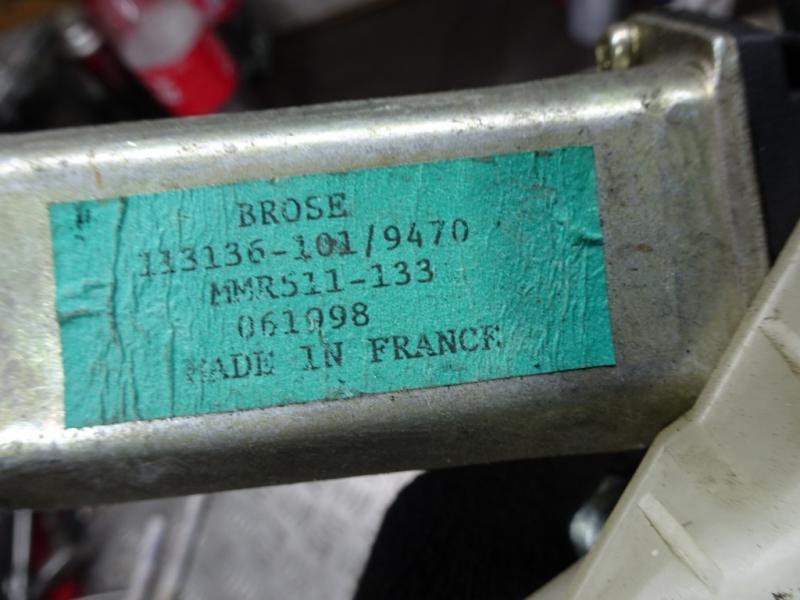 BROSE
113136-101/9470
MMR511-133
061098
MADE IN FRANCE